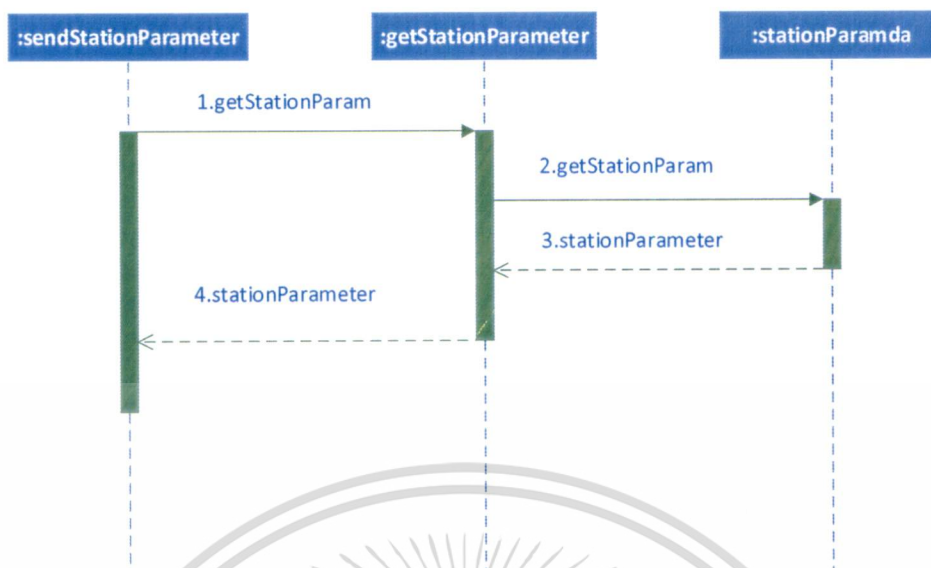 :sendStationParameter
:getStationParameter
:stationParamda
1.getStationParam
2.getStationParam
3.stationParameter
4.stationParameter